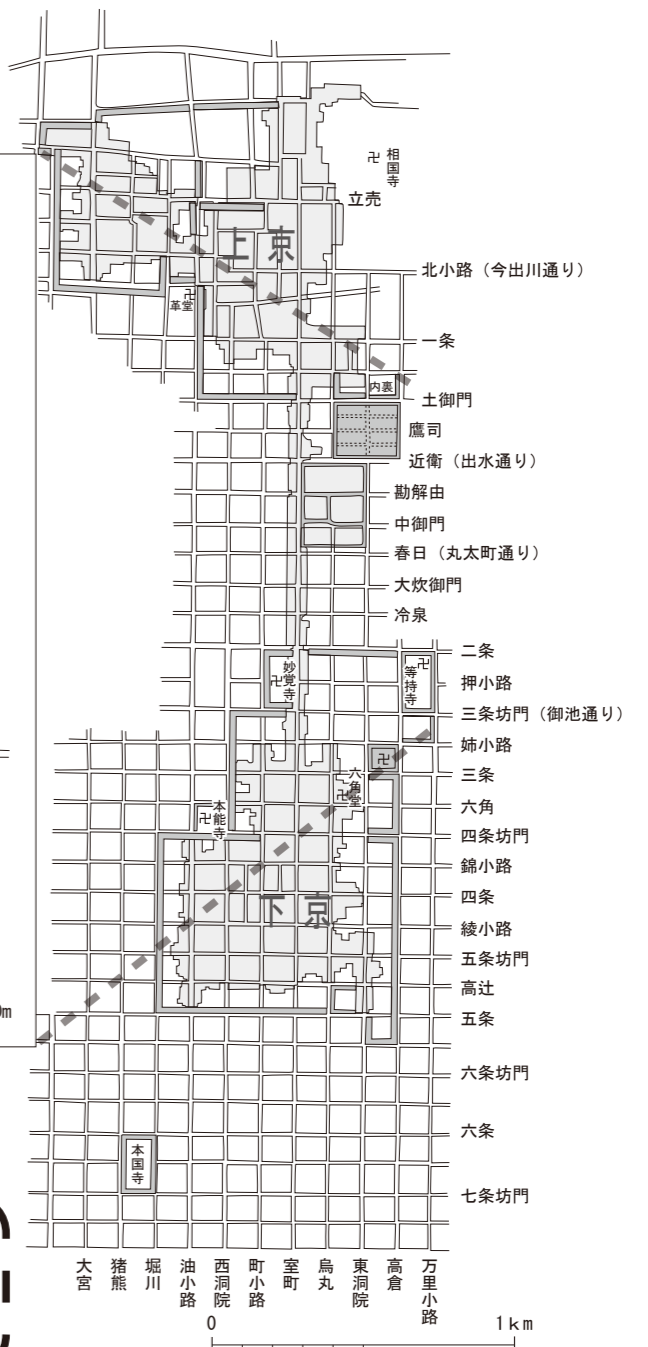 相国寺
立売
上京
北小路（今出川通り）
革堂
一条
内裏
土御門
鷹司
近衛（出水通り）
勘解由
中御門
春日（丸太町通り）
大炊御門
冷泉
二条
妙覚寺
等持寺
押小路
三条坊門（御池通り）
姉小路
三条
六角堂
六角
本能寺
四条坊門
錦小路
四条
下京
綾小路
五条坊門
高辻
五条
六条坊門
六条
本国寺
七条坊門
大宮
猪熊
堀川
油小路
西洞院
町小路
室町
烏丸
東洞院
高倉
万里小路
0
1km